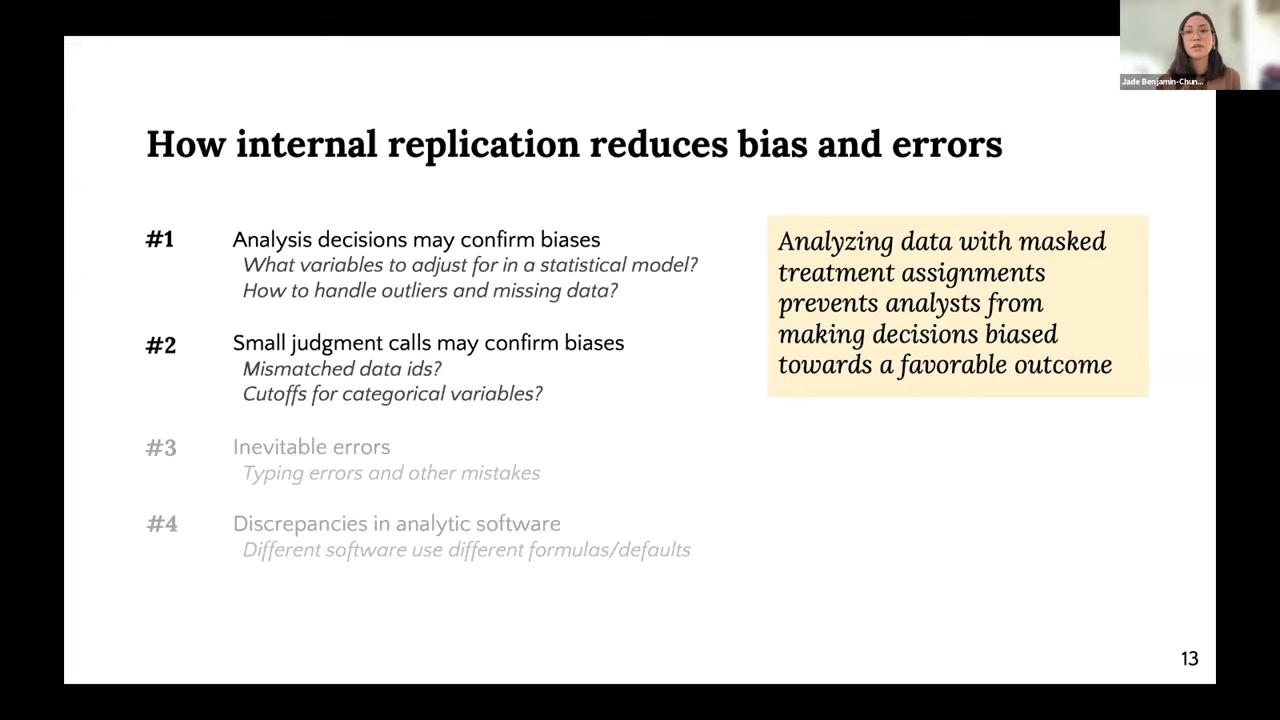 Jade Benjamin-Chun...
How internal replication reduces bias and errors
#1 Analysis decisions may confirm biases
What variables to adjust for in a statistical model?
How to handle outliers and missing data?
#2 Small judgment calls may confirm biases
Mismatched data ids?
Cutoffs for categorical variables?
#3 Inevitable errors
Typing errors and other mistakes
#4 Discrepancies in analytic software
Different software use different formulas/defaults
Analyzing data with masked
treatment assignments
prevents analysts from
making decisions biased
towards a favorable outcome
13